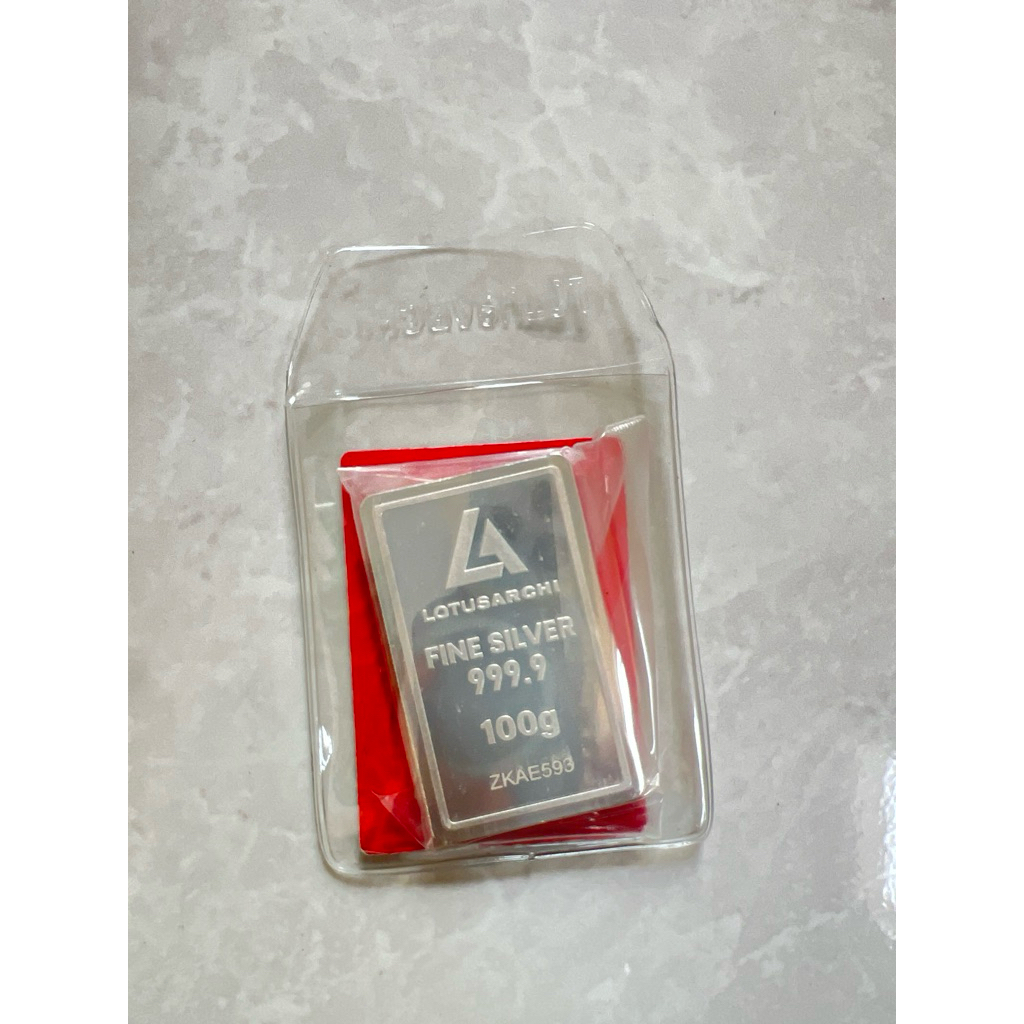 LOTUSARCHI
FINE SILVER
999.9
100g
ZKAE593